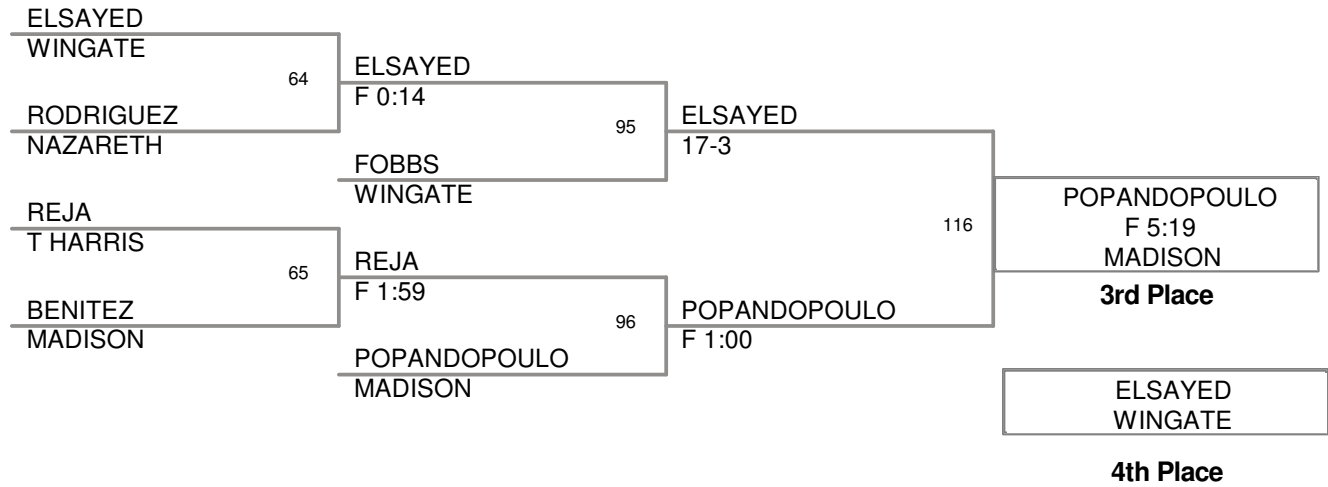 ELSAYED
WINGATE
64
RODRIGUEZ
NAZARETH
REJA
T HARRIS
65
BENITEZ
MADISON
ELSAYED
F 0:14
95
FOBBS
WINGATE
REJA
F 1:59
96
POPANDOPOULO
MADISON
ELSAYED
17-3
116
POPANDOPOULO
F 1:00
POPANDOPOULO
F 5:19
MADISON
3rd Place
ELSAYED
WINGATE
4th Place